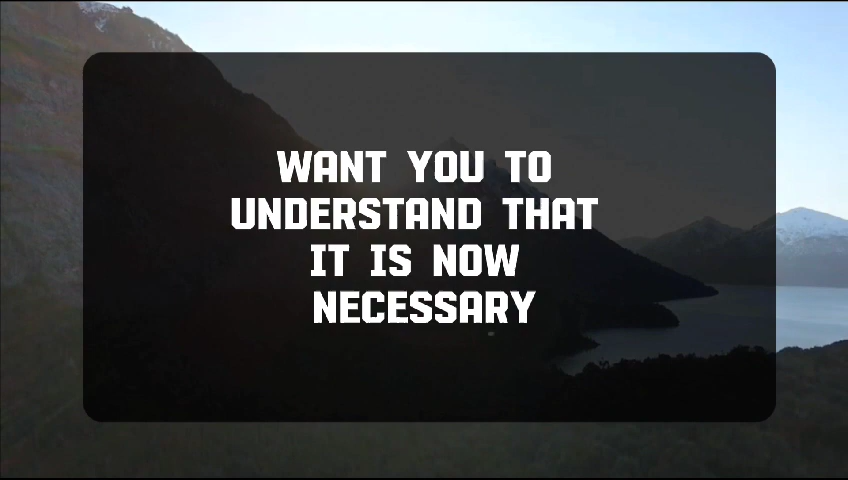 WANT YOU TO
UNDERSTAND THAT
IT IS NOW
NECESSARY